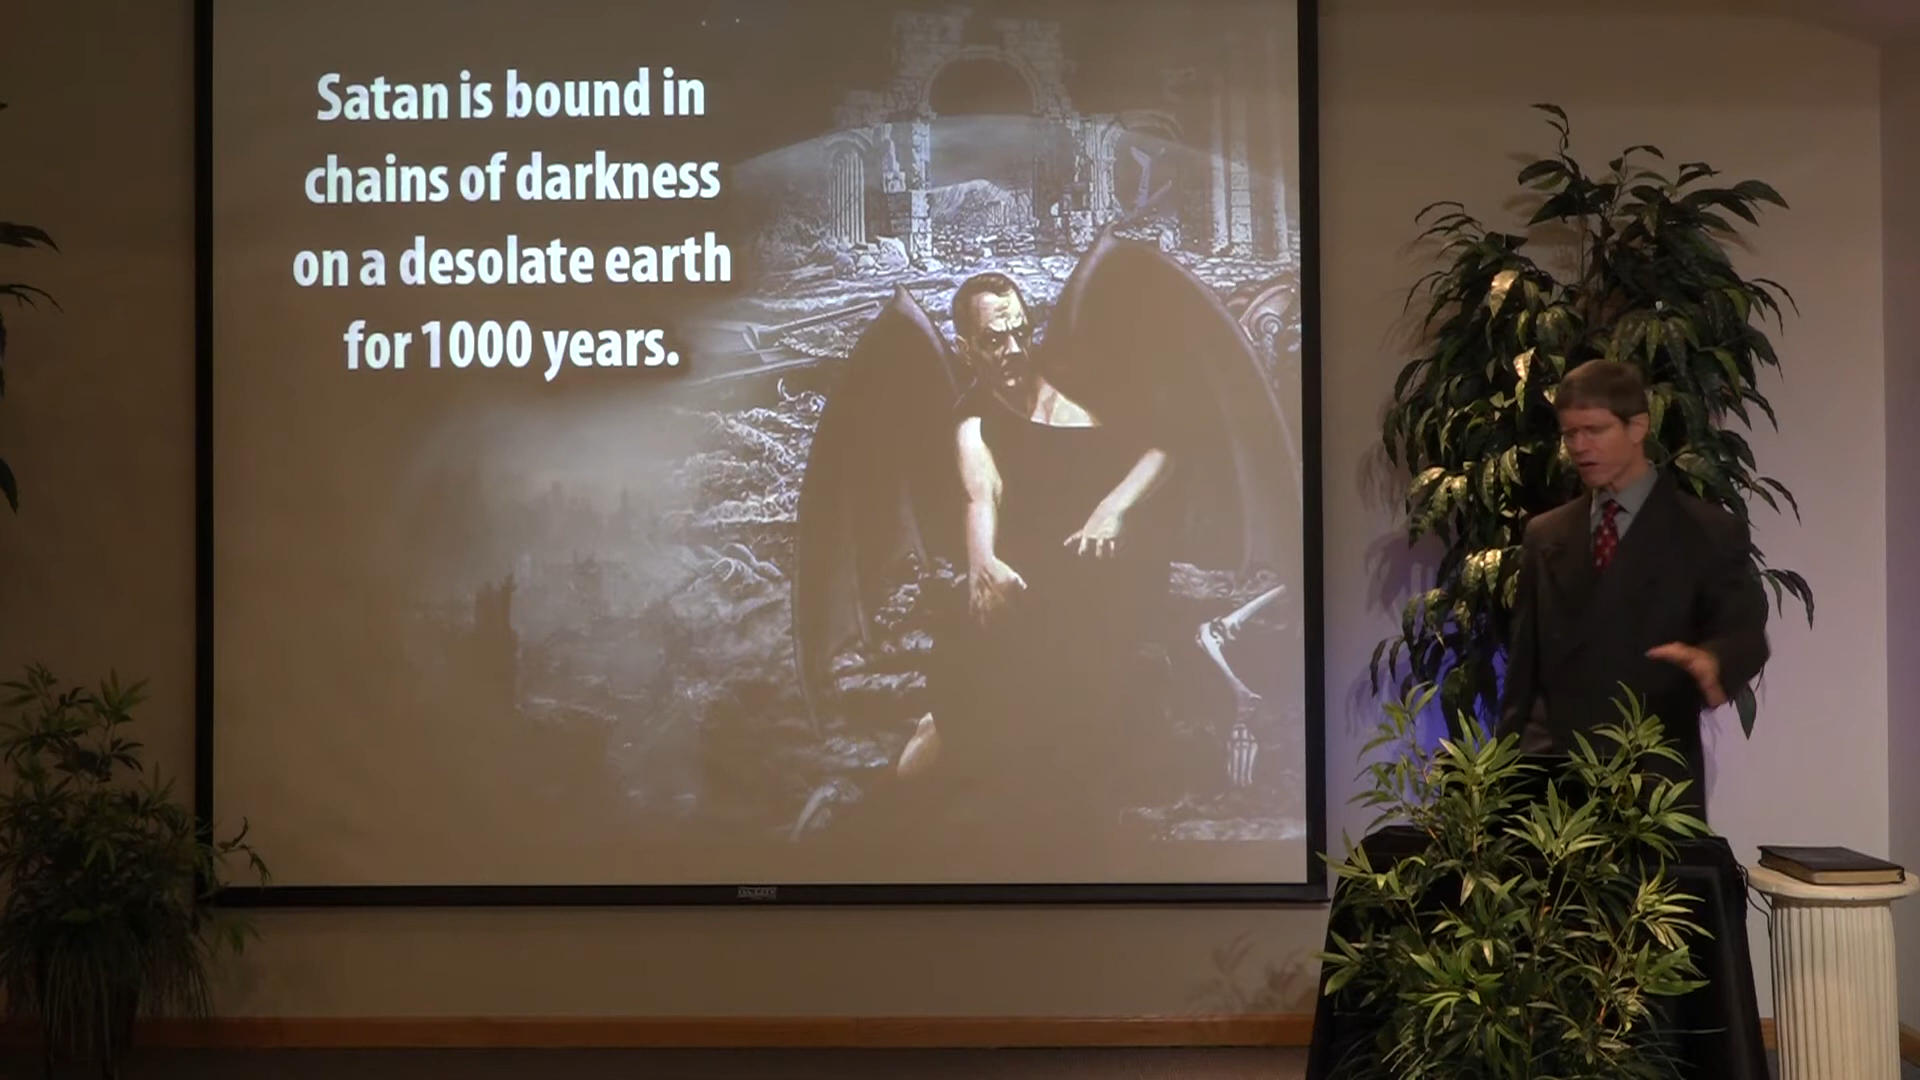 Satan is bound in
chains of darkness
on a desolate earth
for 1000 years.